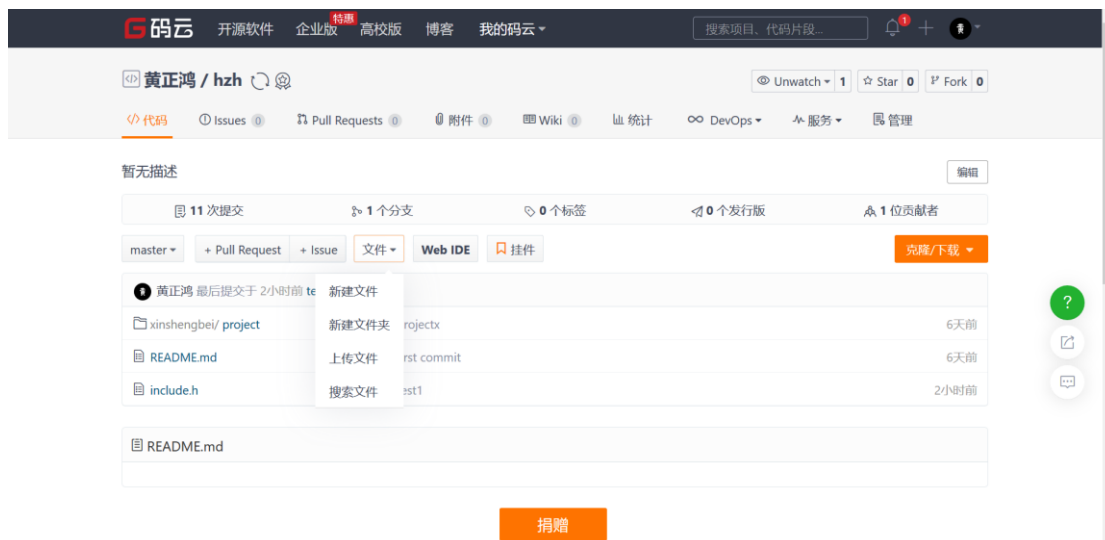 G码云 开源软件 企业版 特惠 高校版 博客 我的码云 搜索项目、代码片段... 1
黄正鸿 / hzh Unwatch 1 Star 0 Fork 0
代码 Issues 0 Pull Requests 0 附件 0 Wiki 0 统计 DevOps 服务 管理
暂无描述 编辑
11 次提交 1 个分支 0 个标签 0 个发行版 1 位贡献者
master + Pull Request + Issue 文件 Web IDE 挂件 克隆/下载
黄正鸿 最后提交于 2小时前 te
新建文件
xinshengbei/ project rojectx 6天前
新建文件夹
README.md rst commit 6天前
上传文件
include.h est1 2小时前
搜索文件
README.md
捐赠
?